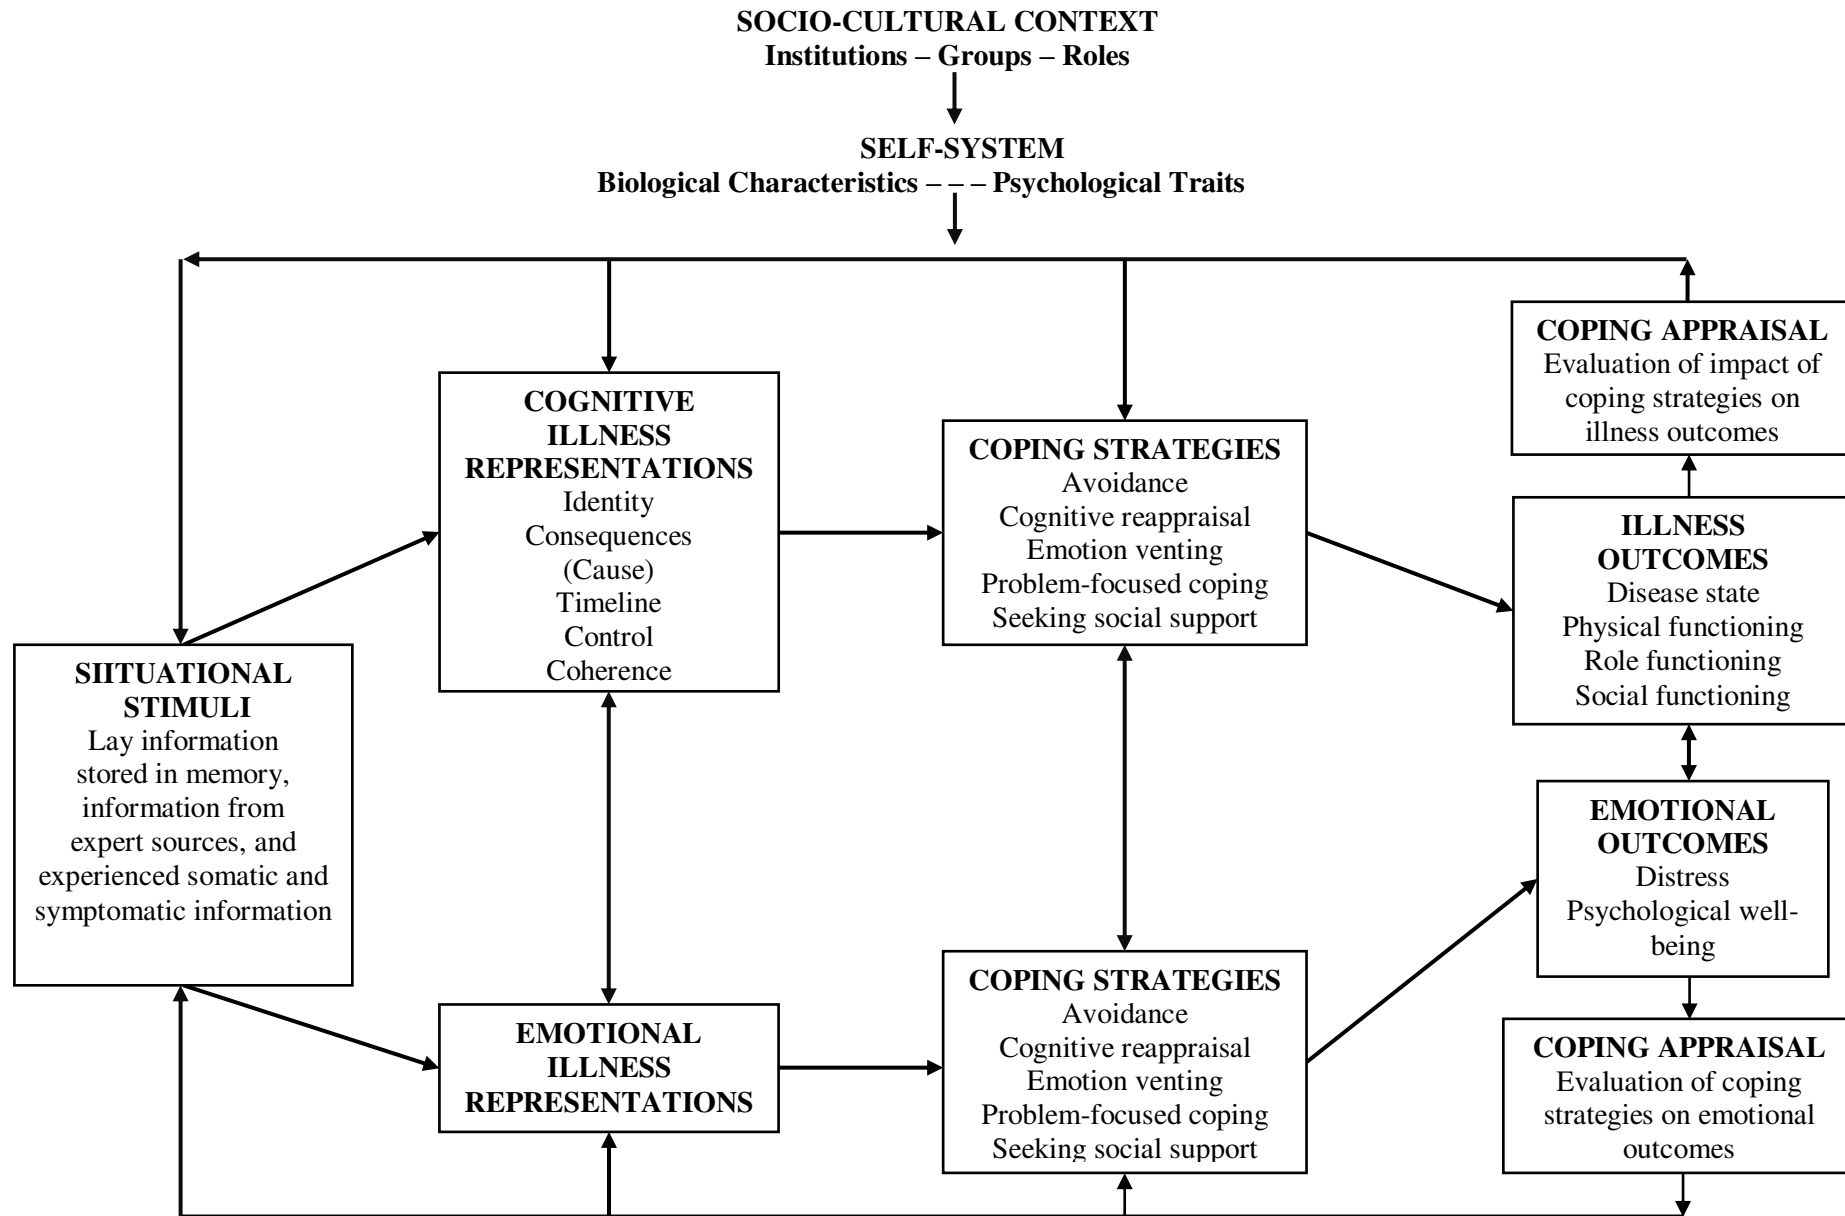 SOCIO-CULTURAL CONTEXT
Institutions – Groups – Roles
SELF-SYSTEM
Biological Characteristics – – – Psychological Traits
COPING APPRAISAL
Evaluation of impact of
coping strategies on
illness outcomes
COGNITIVE
ILLNESS
REPRESENTATIONS
Identity
Consequences
(Cause)
Timeline
Control
Coherence
COPING STRATEGIES
Avoidance
Cognitive reappraisal
Emotion venting
Problem-focused coping
Seeking social support
ILLNESS
OUTCOMES
Disease state
Physical functioning
Role functioning
Social functioning
SIITUATIONAL
STIMULI
Lay information
stored in memory,
information from
expert sources, and
experienced somatic and
symptomatic information
EMOTIONAL
OUTCOMES
Distress
Psychological well-
being
EMOTIONAL
ILLNESS
REPRESENTATIONS
COPING STRATEGIES
Avoidance
Cognitive reappraisal
Emotion venting
Problem-focused coping
Seeking social support
COPING APPRAISAL
Evaluation of coping
strategies on emotional
outcomes